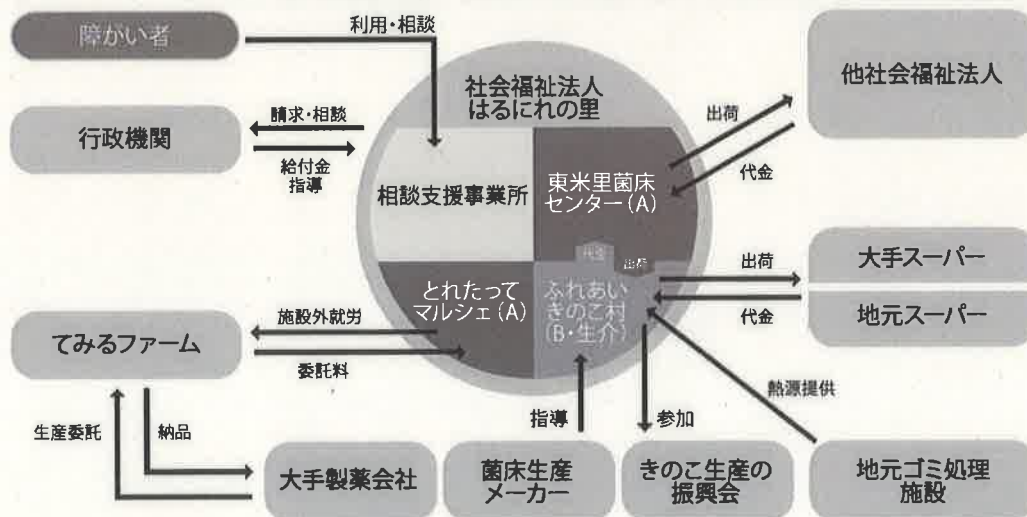 障がい者
利用・相談
社会福祉法人
はるにれの里
他社会福祉法人
行政機関
請求・相談
給付金
指導
出荷
代金
相談支援事業所
東米里菌床
センター(A)
代金
出荷
とれたって
マルシェ(A)
ふれあい
きのこ村
(B・生介)
出荷
代金
大手スーパー
地元スーパー
てみるファーム
施設外就労
委託料
熱源提供
生産委託
納品
指導
参加
大手製薬会社
菌床生産
メーカー
きのこ生産の
振興会
地元ゴミ処理
施設